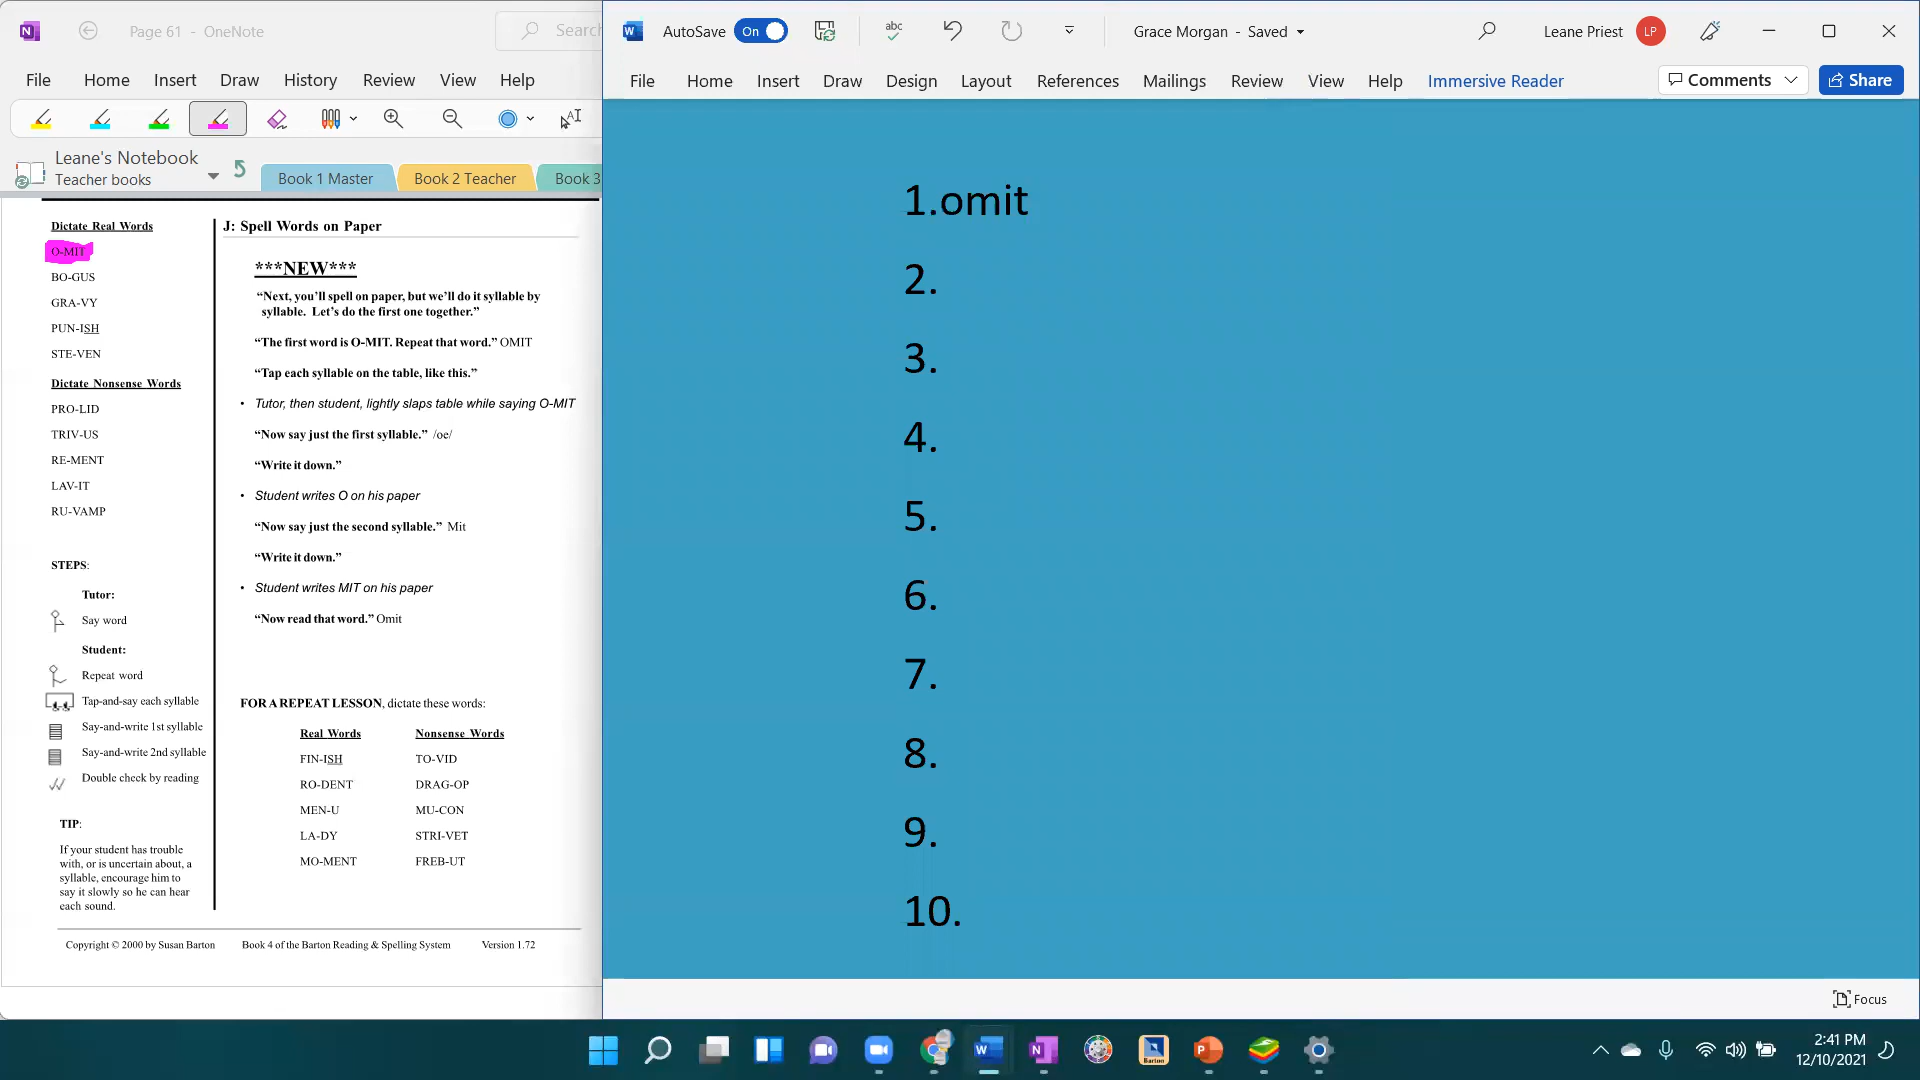 Page 61 - OneNote
Search
File Home Insert Draw History Review View Help
Leane's Notebook
Teacher books
Book 1 Master
Book 2 Teacher
Book 3
Dictate Real Words
O-MIT
BO-GUS
GRA-VY
PUN-ISH
STE-VEN
Dictate Nonsense Words
PRO-LID
TRIV-US
RE-MENT
LAV-IT
RU-VAMP
STEPS:
Tutor:
Say word
Student:
Repeat word
Tap-and-say each syllable
Say-and-write 1st syllable
Say-and-write 2nd syllable
Double check by reading
TIP:
If your student has trouble
with, or is uncertain about, a
syllable, encourage him to
say it slowly so he can hear
each sound.
J: Spell Words on Paper
***NEW***
“Next, you’ll spell on paper, but we’ll do it syllable by
syllable. Let’s do the first one together.”
“The first word is O-MIT. Repeat that word.” OMIT
“Tap each syllable on the table, like this.”
• Tutor, then student, lightly slaps table while saying O-MIT
“Now say just the first syllable.” /oe/
“Write it down.”
• Student writes O on his paper
“Now say just the second syllable.” Mit
“Write it down.”
• Student writes MIT on his paper
“Now read that word.” Omit
FOR A REPEAT LESSON, dictate these words:
Real Words Nonsense Words
FIN-ISH TO-VID
RO-DENT DRAG-OP
MEN-U MU-CON
LA-DY STRI-VET
MO-MENT FREB-UT
Copyright © 2000 by Susan Barton Book 4 of the Barton Reading & Spelling System Version 1.72
AutoSave On
abc
Grace Morgan - Saved
Leane Priest LP
File Home Insert Draw Design Layout References Mailings Review View Help Immersive Reader
Comments
Share
1.omit
2.
3.
4.
5.
6.
7.
8.
9.
10.
Focus
Barton
2:41 PM
12/10/2021